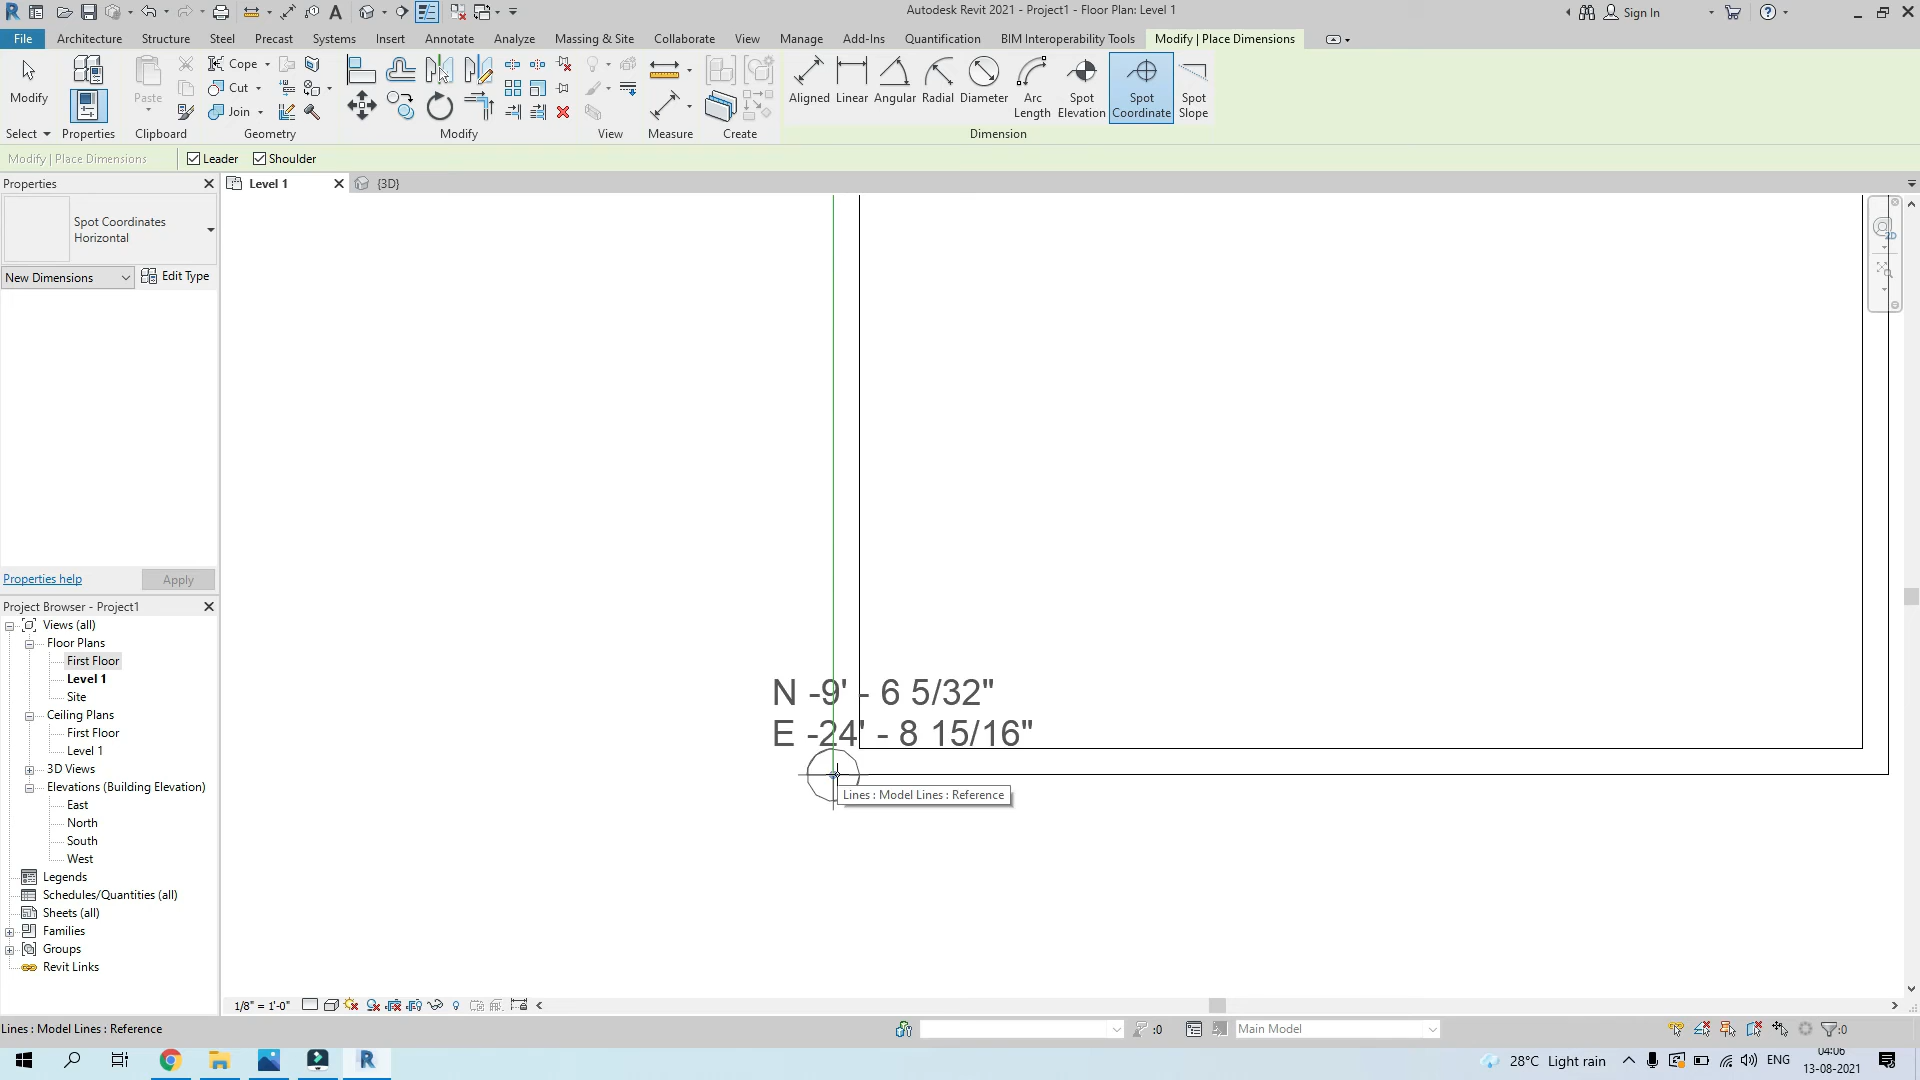 Autodesk Revit 2021 - Project1 - Floor Plan: Level 1
Sign In
File Architecture Structure Steel Precast Systems Insert Annotate Analyze Massing & Site Collaborate View Manage Add-Ins Quantification BIM Interoperability Tools Modify | Place Dimensions
Modify
Paste
Cope
Cut
Join
Aligned Linear Angular Radial Diameter Arc Length Spot Elevation Spot Coordinate Spot Slope
Select Properties Clipboard Geometry Modify View Measure Create Dimension
Modify | Place Dimensions Leader Shoulder
Properties
Level 1
{3D}
Spot Coordinates
Horizontal
New Dimensions
Edit Type
2D
N -9' - 6 5/32"
E -24' - 8 15/16"
Lines : Model Lines : Reference
Properties help
Apply
Project Browser - Project1
Views (all)
Floor Plans
First Floor
Level 1
Site
Ceiling Plans
First Floor
Level 1
3D Views
Elevations (Building Elevation)
East
North
South
West
Legends
Schedules/Quantities (all)
Sheets (all)
Families
Groups
Revit Links
1/8" = 1'-0"
Lines : Model Lines : Reference
:0
Main Model
:0
28°C Light rain
ENG
04:06
13-08-2021